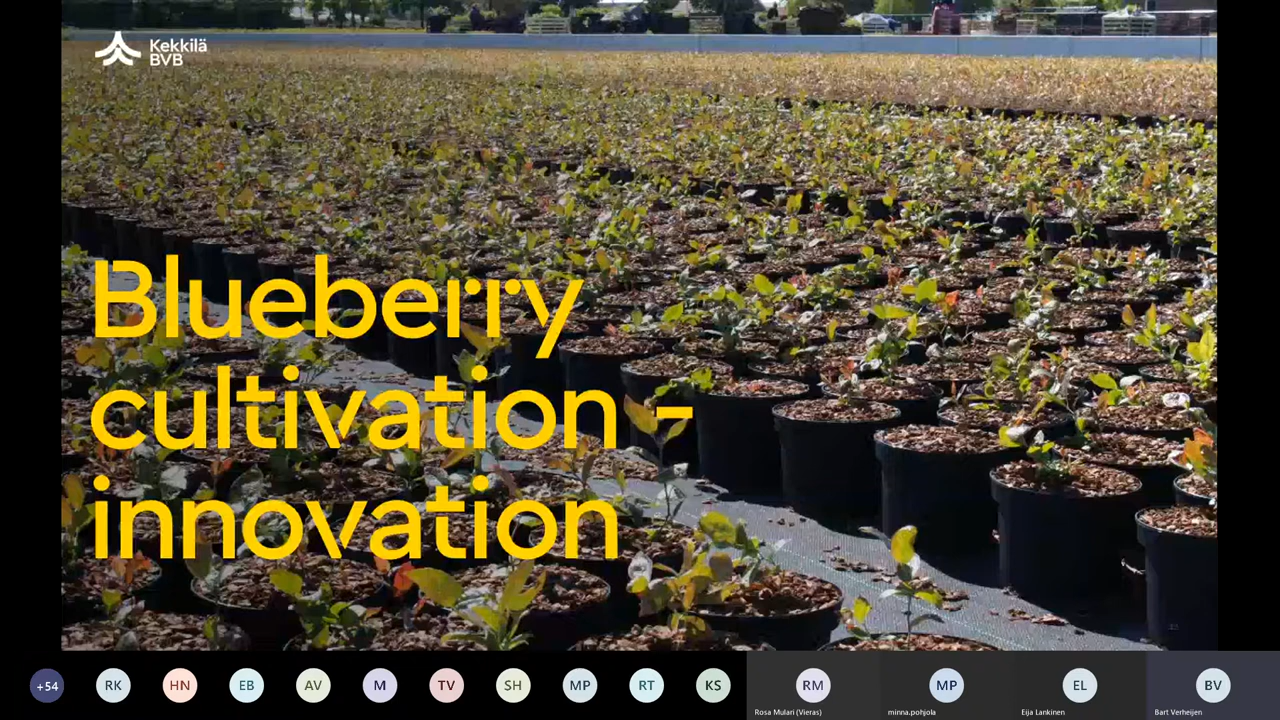 Kekkilä
BVB
Blueberry
cultivation -
innovation
+54
RK
HN
EB
AV
M
TV
SH
MP
RT
KS
RM
MP
EL
BV
Rosa Mulari (Vieras)
minna.pohjola
Eija Lankinen
Bart Verheijen